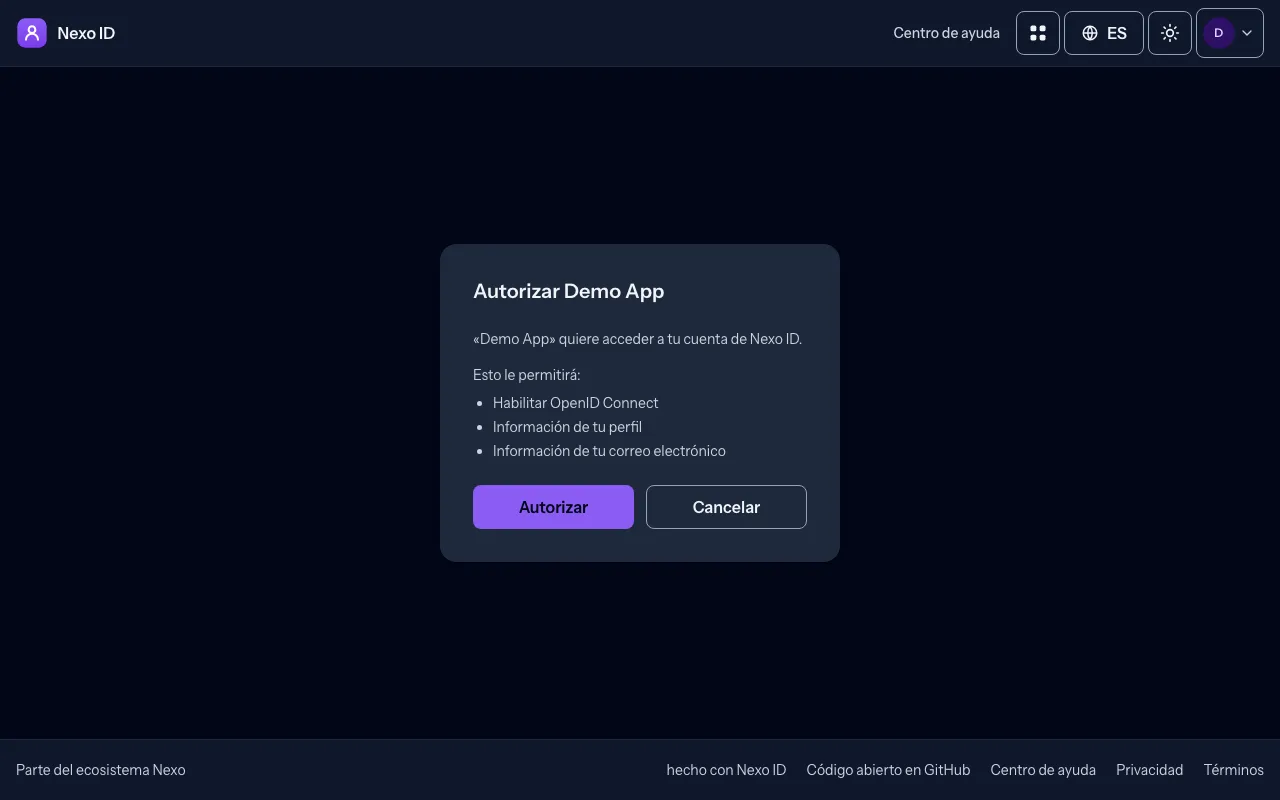 Nexo ID
Centro de ayuda
ES
D
Autorizar Demo App
«Demo App» quiere acceder a tu cuenta de Nexo ID.
Esto le permitirá:
Habilitar OpenID Connect
Información de tu perfil
Información de tu correo electrónico
Autorizar
Cancelar
Parte del ecosistema Nexo
hecho con Nexo ID
Código abierto en GitHub
Centro de ayuda
Privacidad
Términos